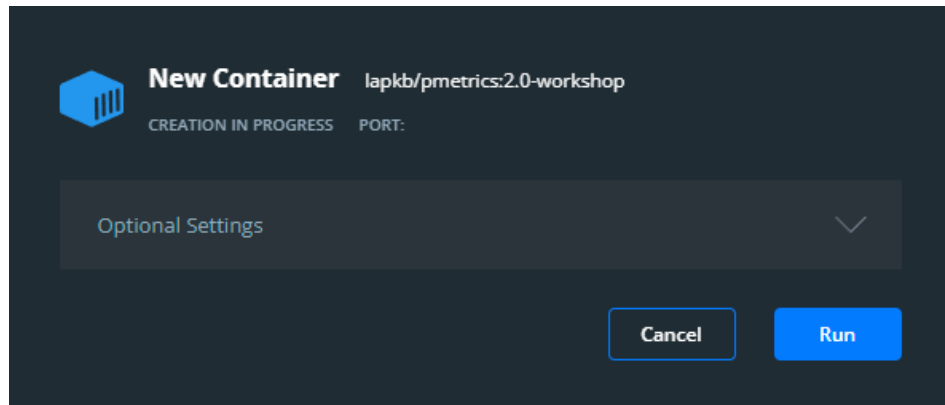 New Container lapkb/pmetrics:2.0-workshop
CREATION IN PROGRESS PORT:
Optional Settings
Cancel Run